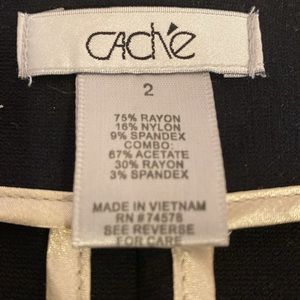 Caché
2
75% RAYON
16% NYLON
9% SPANDEX
COMBO:
67% ACETATE
30% RAYON
3% SPANDEX
MADE IN VIETNAM
RN # 74578
SEE REVERSE
FOR CARE